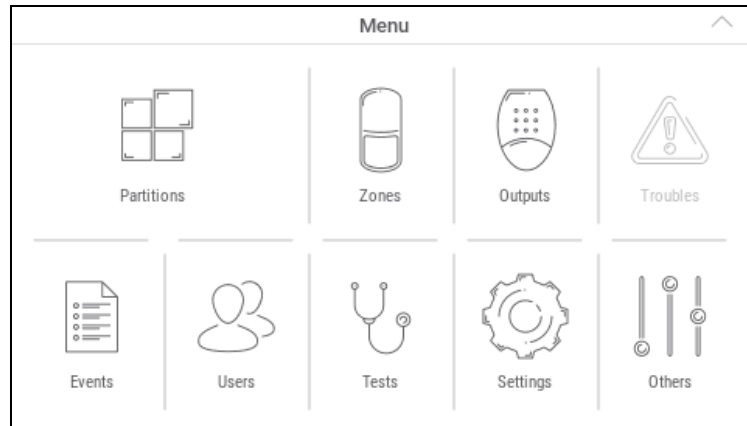 Menu
Partitions
Zones
Outputs
Troubles
Events
Users
Tests
Settings
Others